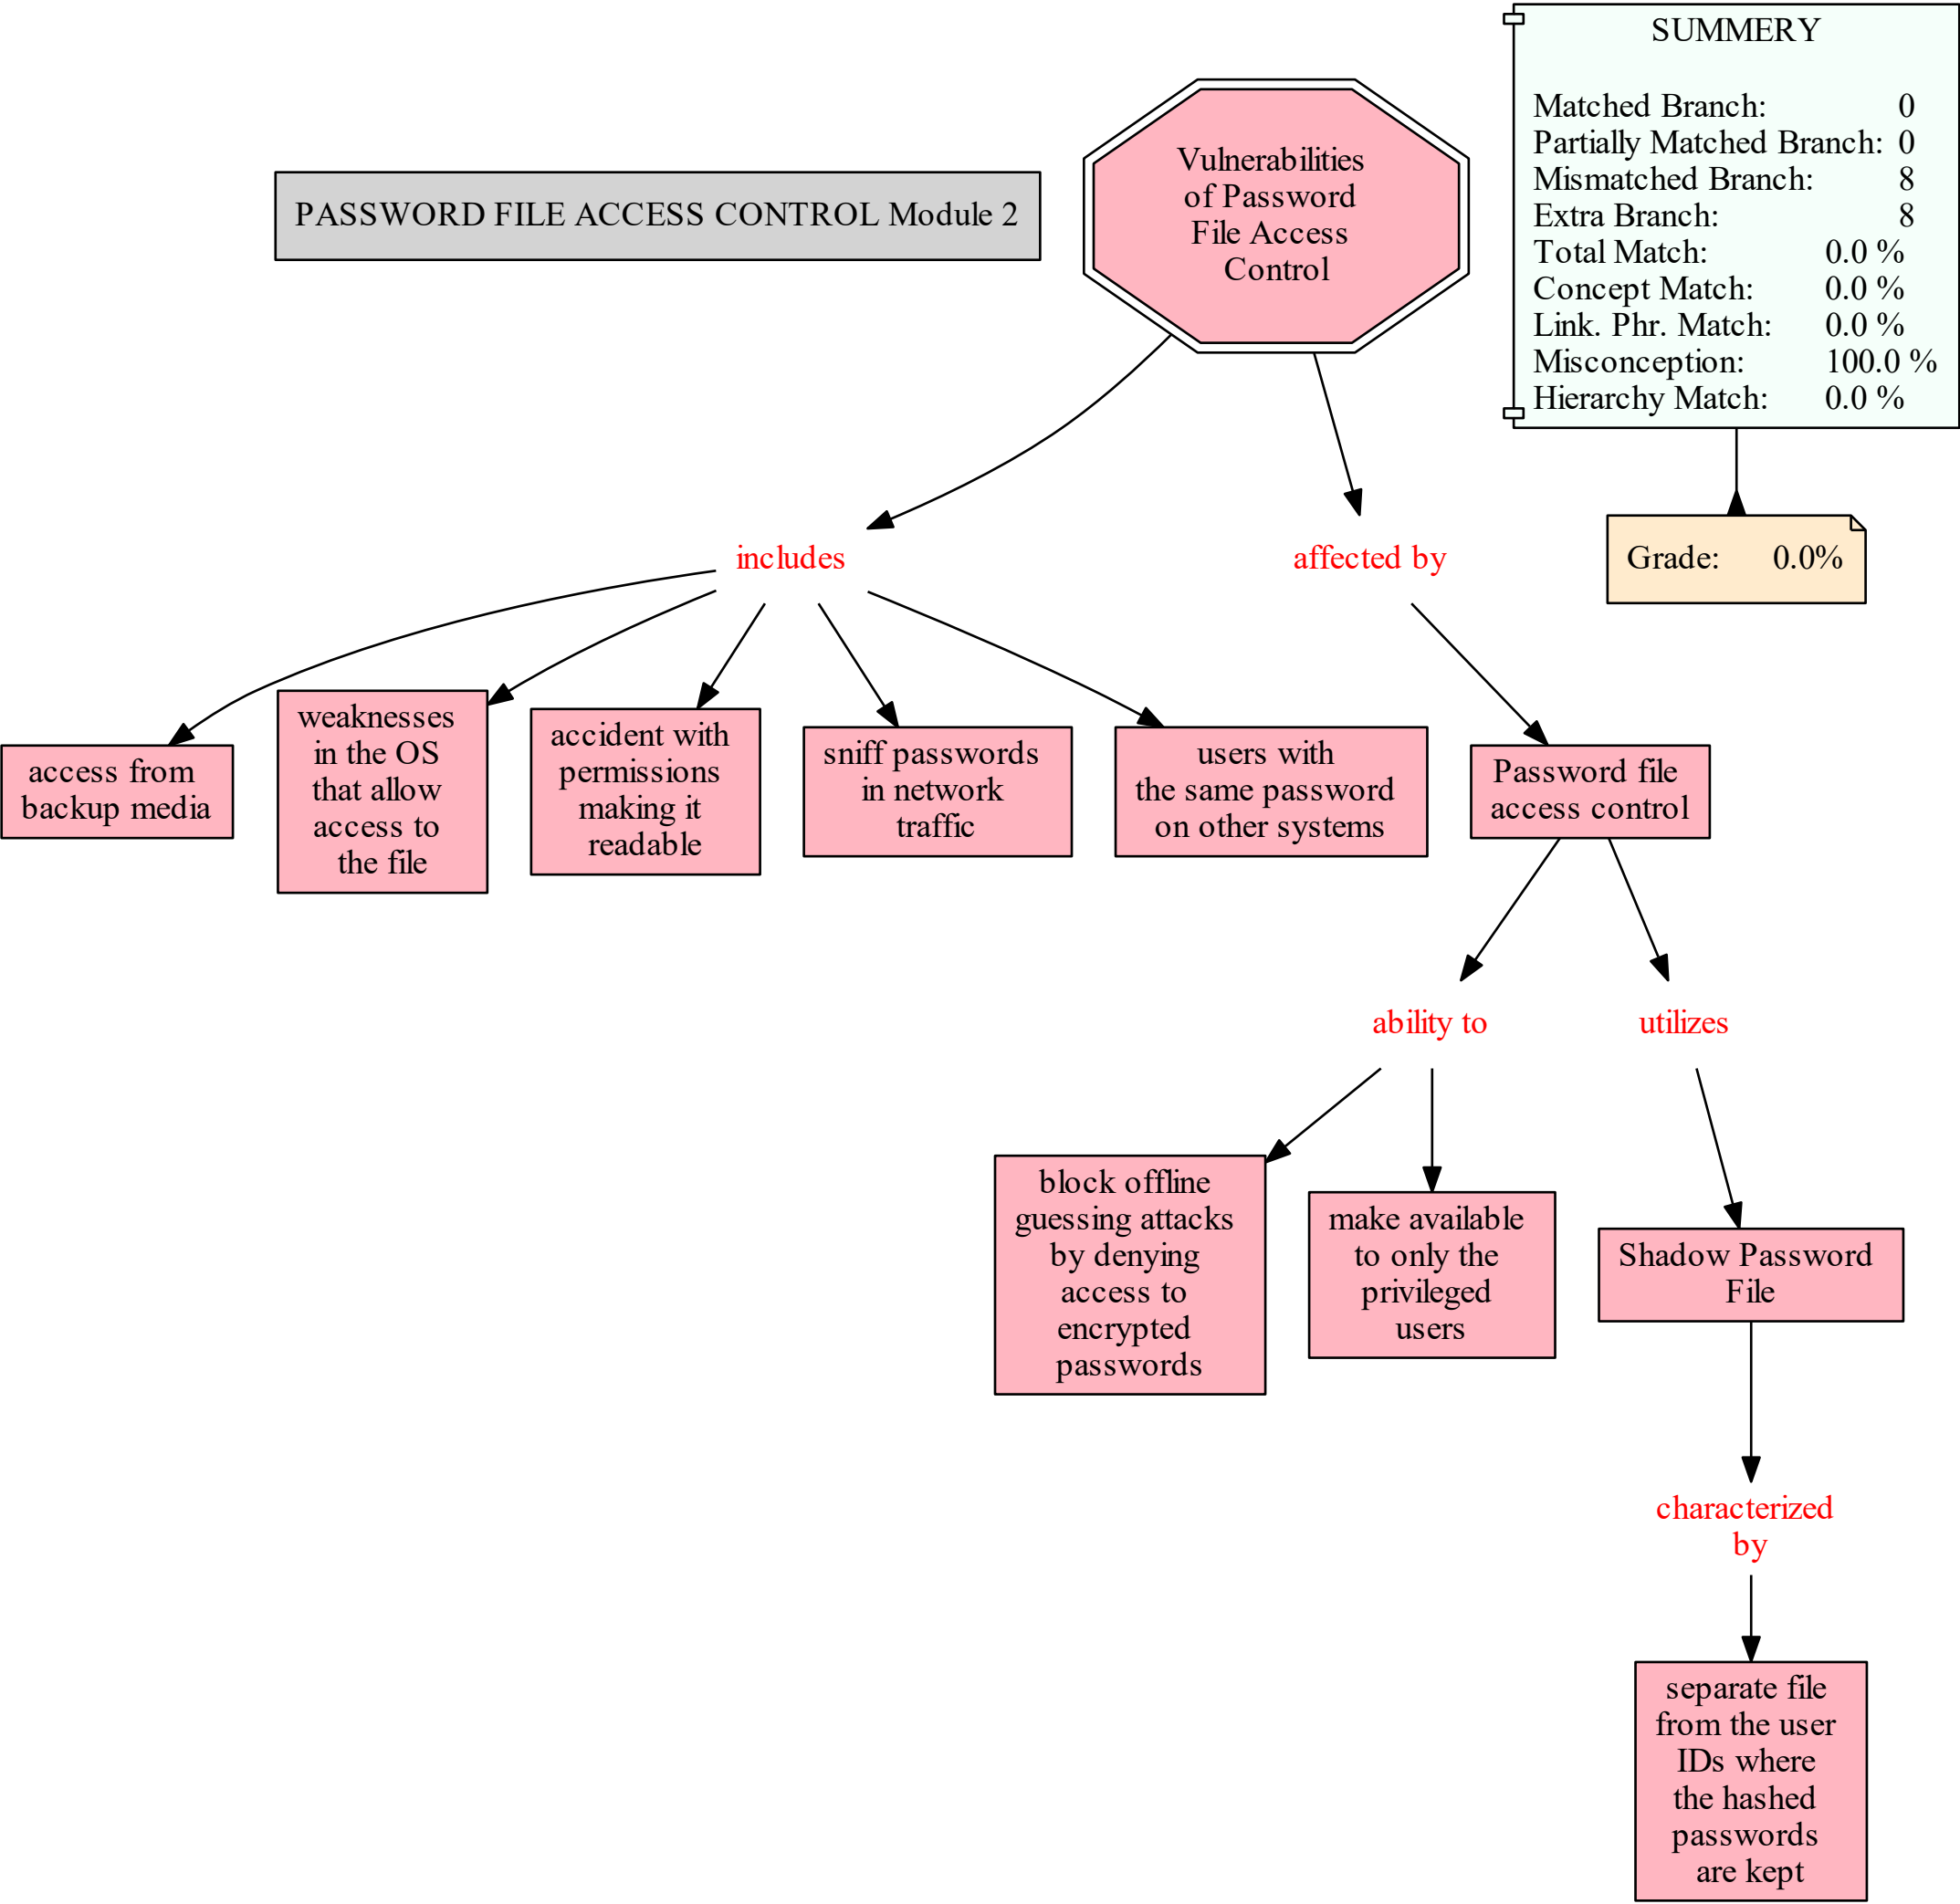 SUMMERY
Matched Branch: 0
Partially Matched Branch: 0
Mismatched Branch: 8
Extra Branch: 8
Total Match: 0.0 %
Concept Match: 0.0 %
Link. Phr. Match: 0.0 %
Misconception: 100.0 %
Hierarchy Match: 0.0 %
Grade: 0.0%
PASSWORD FILE ACCESS CONTROL Module 2
Vulnerabilities
of Password
File Access
Control
includes
affected by
access from
backup media
weaknesses
in the OS
that allow
access to
the file
accident with
permissions
making it
readable
sniff passwords
in network
traffic
users with
the same password
on other systems
Password file
access control
ability to
utilizes
block offline
guessing attacks
by denying
access to
encrypted
passwords
make available
to only the
privileged
users
Shadow Password
File
characterized
by
separate file
from the user
IDs where
the hashed
passwords
are kept